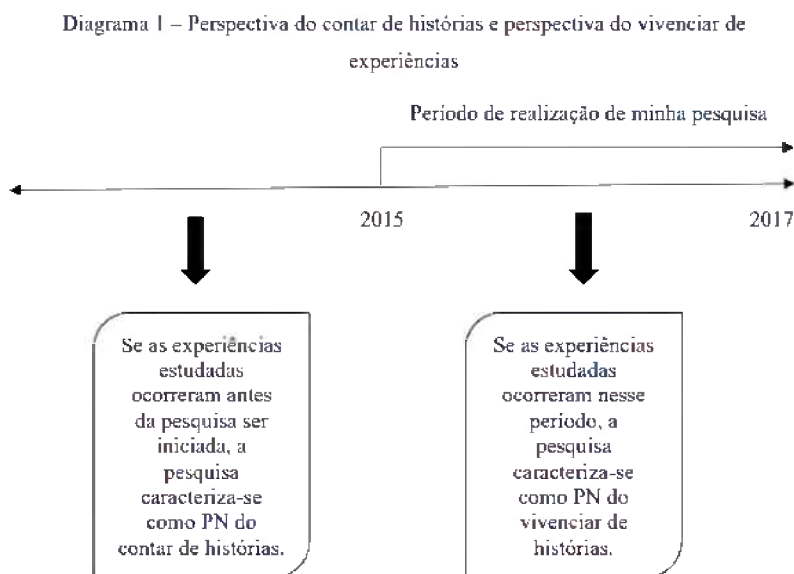 Diagrama 1 – Perspectiva do contar de histórias e perspectiva do vivenciar de
experiências
Período de realização de minha pesquisa
2015
2017
Se as experiências
estudadas
ocorreram antes
da pesquisa ser
iniciada, a
pesquisa
caracteriza-se
como PN do
contar de histórias.
Se as experiências
estudadas
ocorreram nesse
período, a
pesquisa
caracteriza-se
como PN do
vivenciar de
histórias.